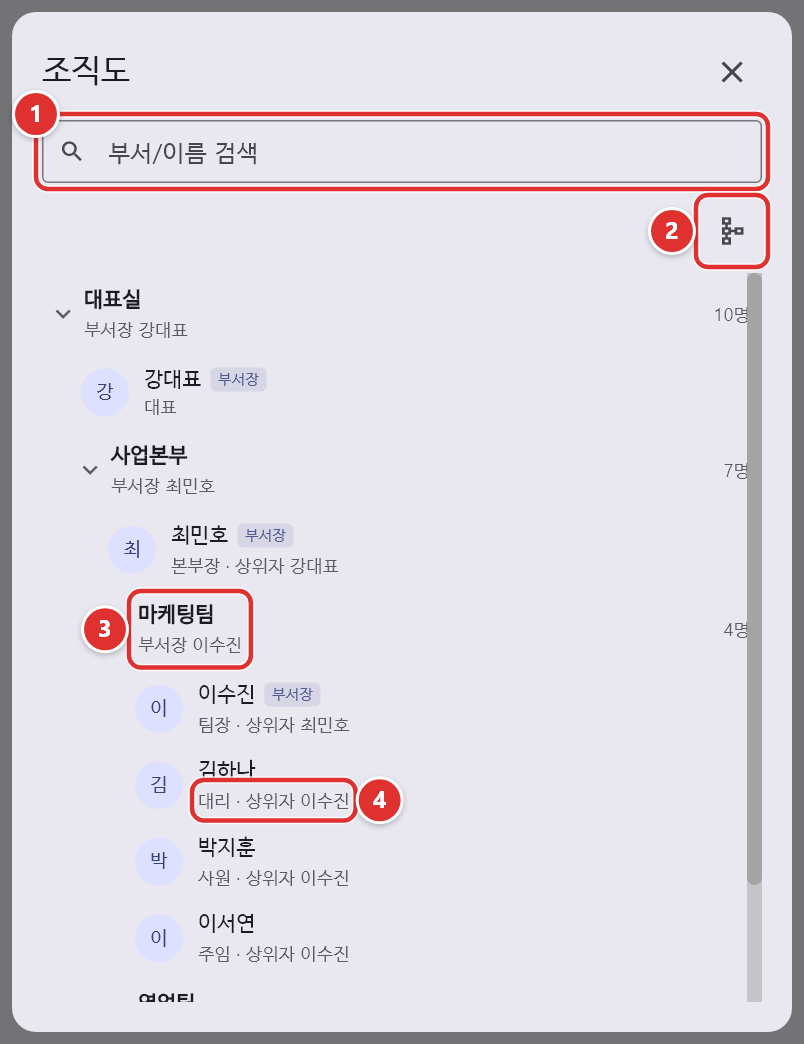 조직도
1
부서/이름 검색
2
대표실
부서장 강대표
10명
강
강대표 부서장
대표
사업본부
부서장 최민호
7명
최
최민호 부서장
본부장 · 상위자 강대표
3
마케팅팀
부서장 이수진
4명
이
이수진 부서장
팀장 · 상위자 최민호
김
김하나
대리 · 상위자 이수진
4
박
박지훈
사원 · 상위자 이수진
이
이서연
주임 · 상위자 이수진